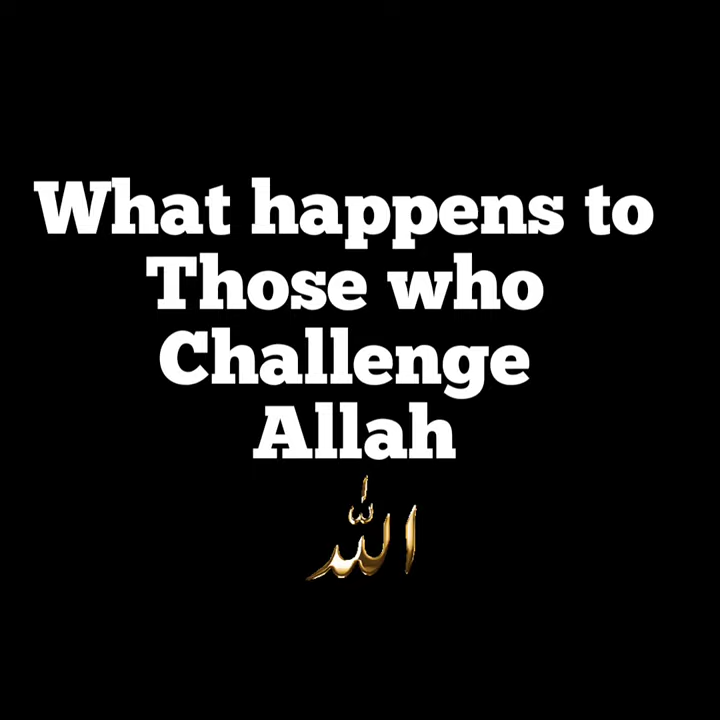 What happens to
Those who
Challenge
Allah
الله